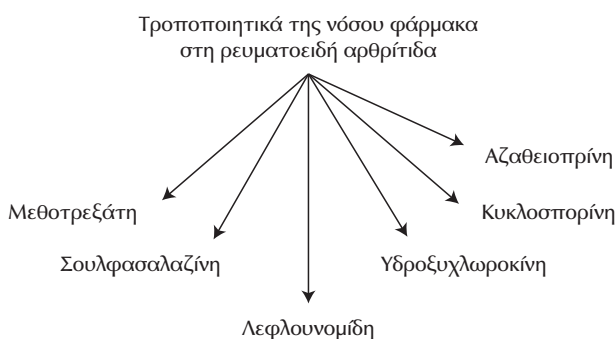 Τροποποιητικά της νόσου φάρμακα
στη ρευματοειδή αρθρίτιδα
Αζαθειοπρίνη
Μεθοτρεξάτη
Κυκλοσπορίνη
Σουλφασαλαζίνη
Υδροξυχλωροκίνη
Λεφλουνομίδη